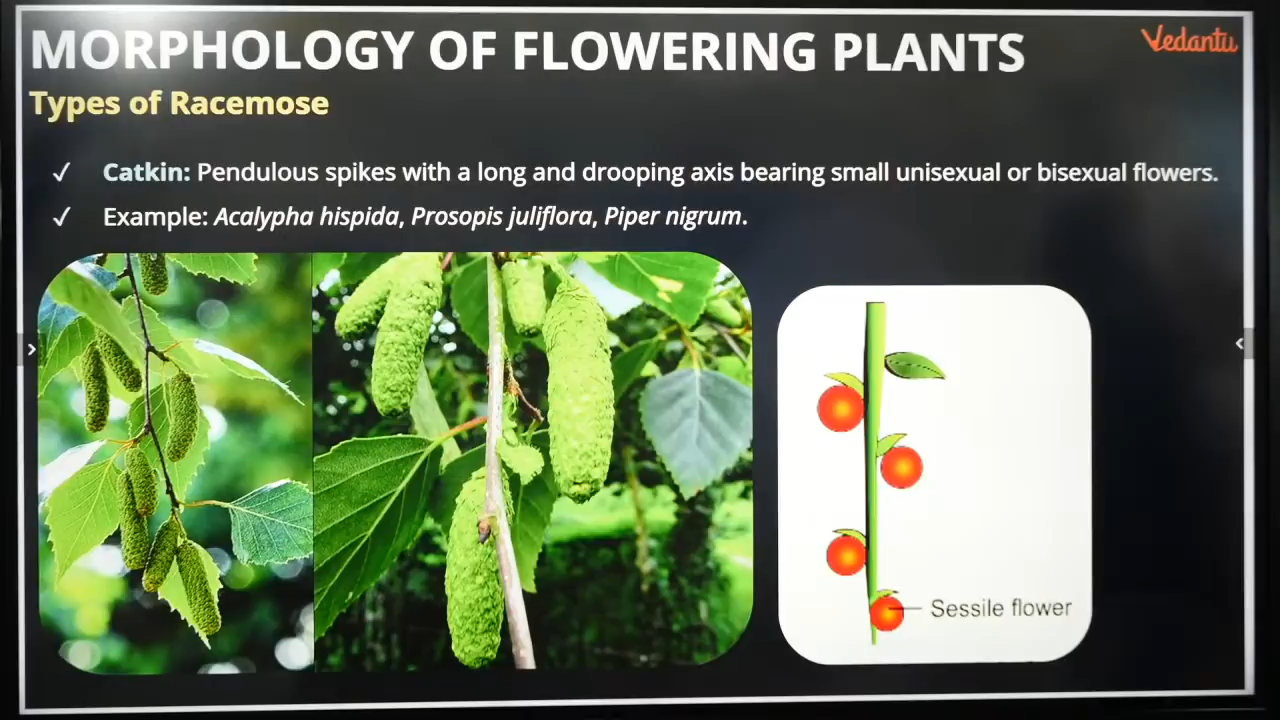 MORPHOLOGY OF FLOWERING PLANTS
Vedantu
Types of Racemose
✓ Catkin: Pendulous spikes with a long and drooping axis bearing small unisexual or bisexual flowers.
✓ Example: Acalypha hispida, Prosopis juliflora, Piper nigrum.
Sessile flower